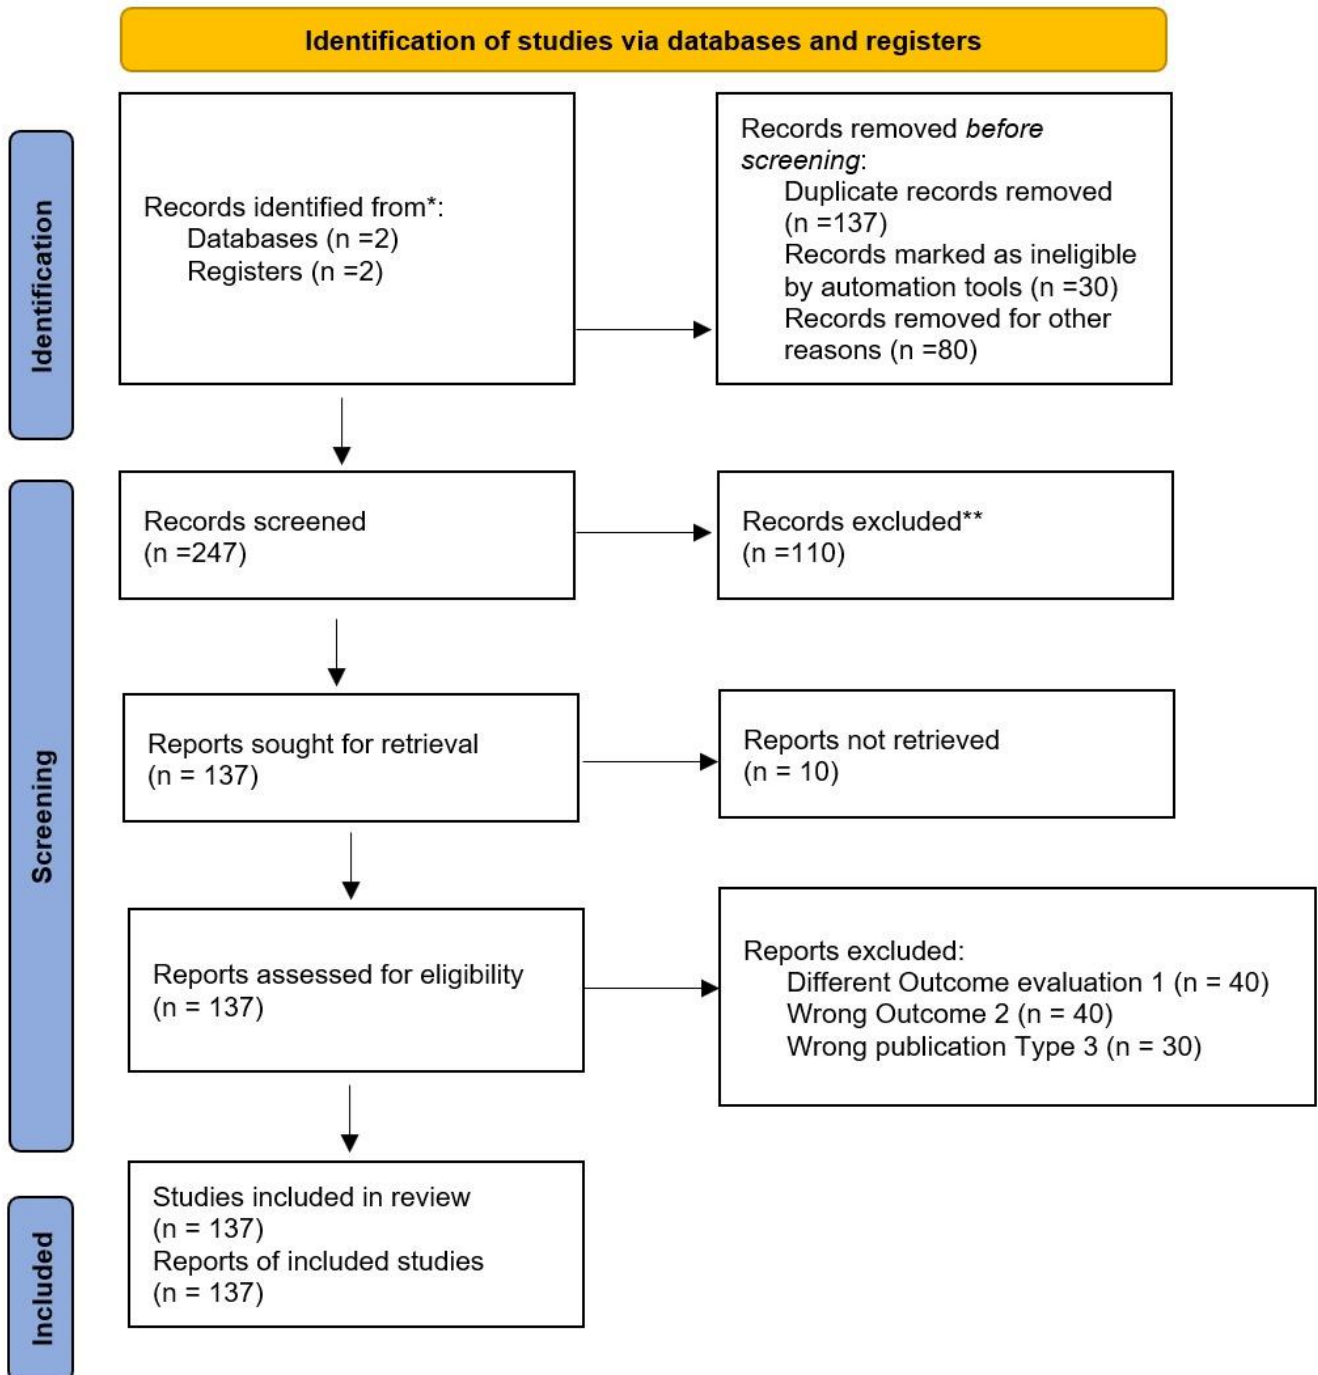 Identification of studies via databases and registers
Identification
Records identified from*:
Databases (n =2)
Registers (n =2)
Records removed before
screening:
Duplicate records removed
(n =137)
Records marked as ineligible
by automation tools (n =30)
Records removed for other
reasons (n =80)
Screening
Records screened
(n =247)
Records excluded**
(n =110)
Reports sought for retrieval
(n = 137)
Reports not retrieved
(n = 10)
Reports assessed for eligibility
(n = 137)
Reports excluded:
Different Outcome evaluation 1 (n = 40)
Wrong Outcome 2 (n = 40)
Wrong publication Type 3 (n = 30)
Included
Studies included in review
(n = 137)
Reports of included studies
(n = 137)